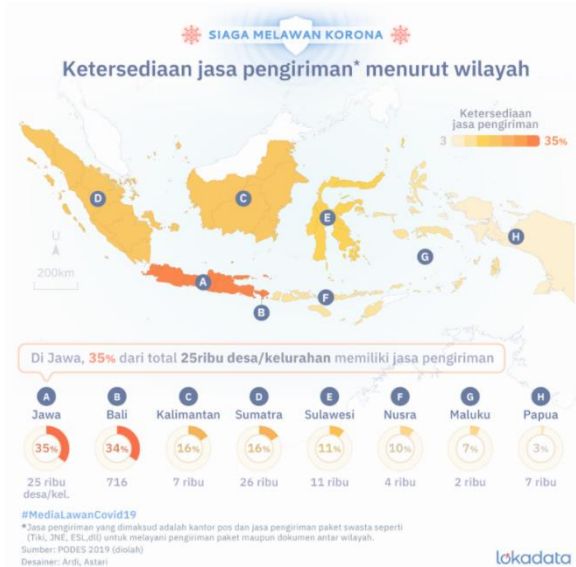 SIAGA MELAWAN KORONA
Ketersediaan jasa pengiriman* menurut wilayah
Ketersediaan
jasa pengiriman
3 35%
D
C
E
H
G
A
F
B
U
200km
Di Jawa, 35% dari total 25ribu desa/kelurahan memiliki jasa pengiriman
A B C D E F G H
Jawa Bali Kalimantan Sumatra Sulawesi Nusra Maluku Papua
35% 34% 16% 16% 11% 10% 7% 3%
25 ribu 716 7 ribu 26 ribu 11 ribu 4 ribu 2 ribu 7 ribu
desa/kel.
#MediaLawanCovid19
*Jasa pengiriman yang dimaksud adalah kantor pos dan jasa pengiriman paket swasta seperti
(Tiki, JNE, ESL,dll) untuk melayani pengiriman paket maupun dokumen antar wilayah.
Sumber: PODES 2019 (diolah)
Desainer: Ardi, Astari
lokadata